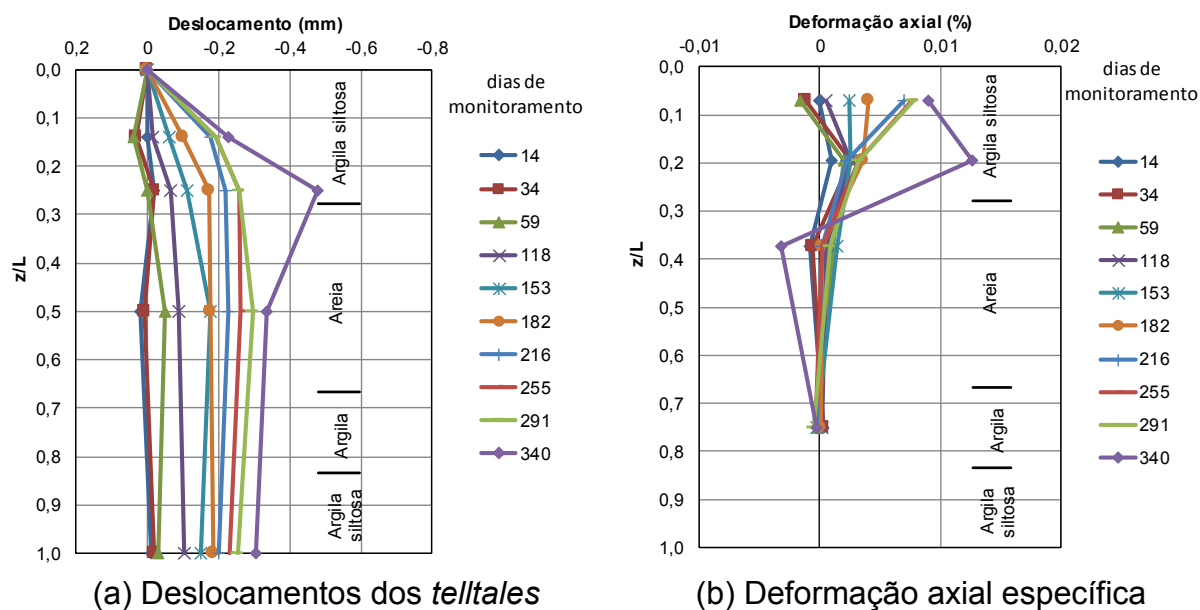 Deslocamento (mm)
0,2 0 -0,2 -0,4 -0,6 -0,8
0,0
0,1
0,2
0,3
0,4
0,5
0,6
0,7
0,8
0,9
1,0
z/L
Argila siltosa
Areia
Argila
Argila
siltosa
dias de
monitoramento
14
34
59
118
153
182
216
255
291
340
(a) Deslocamentos dos telltales
Deformação axial (%)
-0,01 0 0,01 0,02
0,0
0,1
0,2
0,3
0,4
0,5
0,6
0,7
0,8
0,9
1,0
z/L
Argila siltosa
Areia
Argila
Argila
siltosa
dias de
monitoramento
14
34
59
118
153
182
216
255
291
340
(b) Deformação axial específica